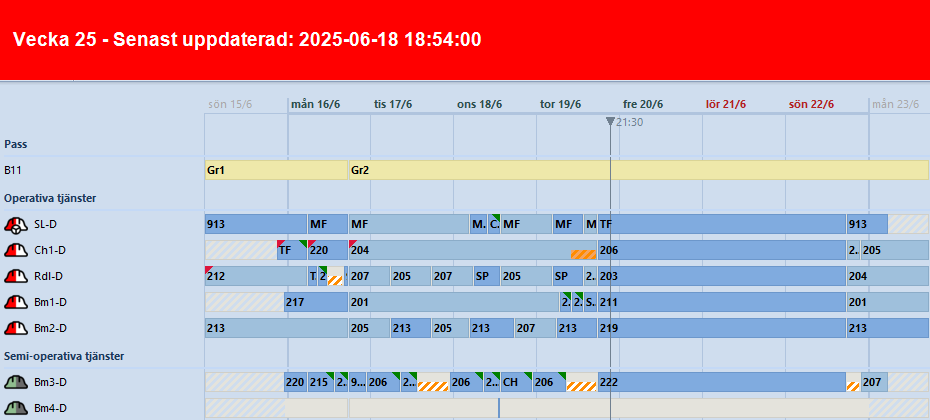 Vecka 25 - Senast uppdaterad: 2025-06-18 18:54:00
sön 15/6 mån 16/6 tis 17/6 ons 18/6 tor 19/6 fre 20/6 lör 21/6 sön 22/6 mån 23/6
21:30
Pass
B11 Gr1 Gr2
Operativa tjänster
SL-D 913 MF MF M. C. MF MF M TF 913
Ch1-D TF 220 204 206 2. 205
Rdl-D 212 T. 2. 207 205 207 SP 205 SP 2. 203 204
Bm1-D 217 201 2. 2. S. 211 201
Bm2-D 213 205 213 205 213 207 213 219 213
Semi-operativa tjänster
Bm3-D 220 215 2. 9... 206 2... 206 2... CH 206 222 207
Bm4-D